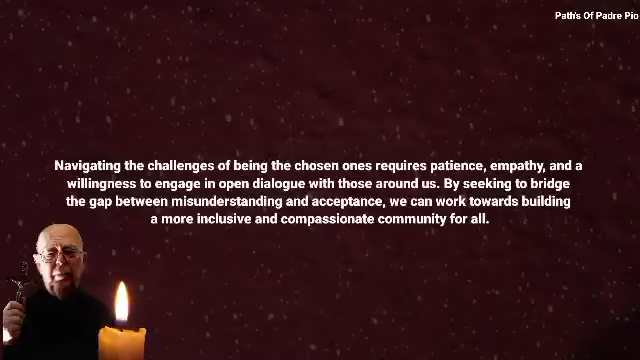 Path's Of Padre Pio
Navigating the challenges of being the chosen ones requires patience, empathy, and a
willingness to engage in open dialogue with those around us. By seeking to bridge
the gap between misunderstanding and acceptance, we can work towards building
a more inclusive and compassionate community for all.